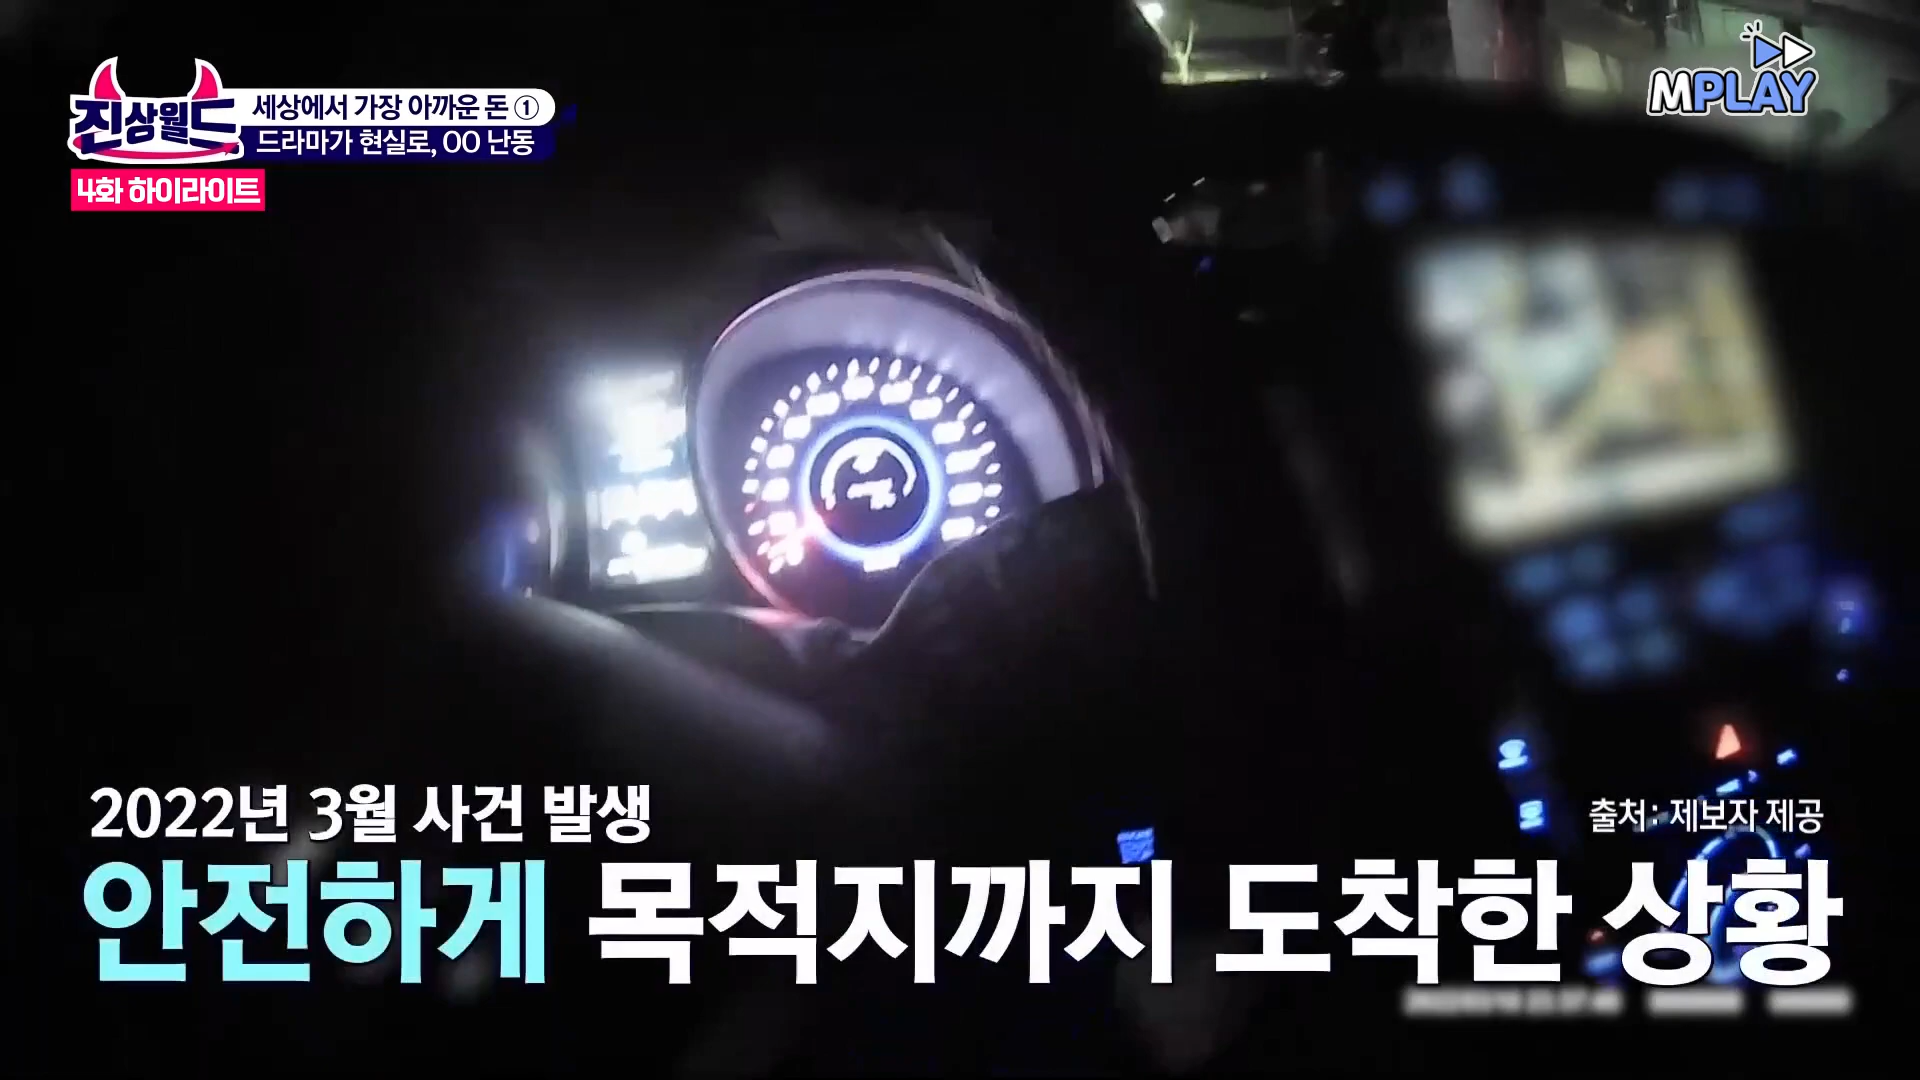 진상월드
세상에서 가장 아까운 돈 ①
드라마가 현실로, OO 난동
4화 하이라이트
MPLAY
2022년 3월 사건 발생
출처: 제보자 제공
안전하게 목적지까지 도착한 상황